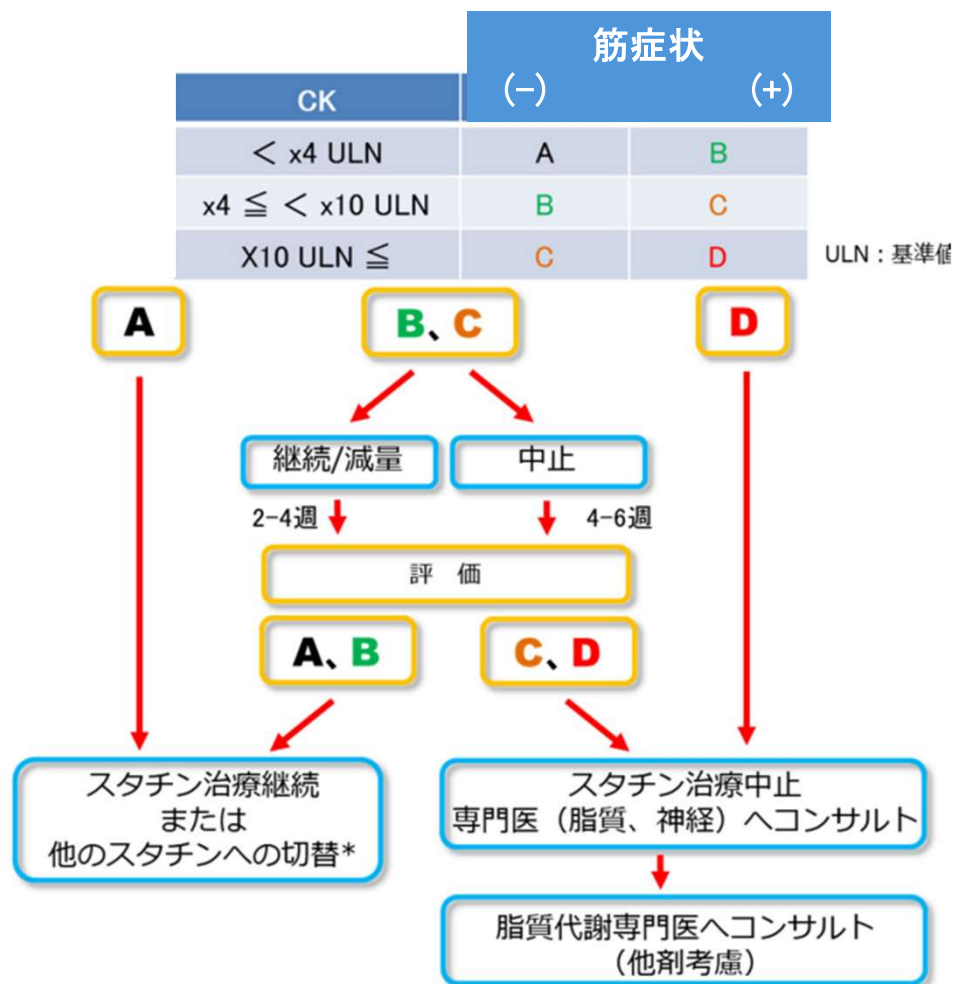 筋症状
CK (-) (+)
< x4 ULN A B
x4 ≦ < x10 ULN B C
X10 ULN ≦ C D
ULN：基準値
A B、C D
継続/減量 中止
2-4週 4-6週
評 価
A、B C、D
スタチン治療継続
または
他のスタチンへの切替*
スタチン治療中止
専門医（脂質、神経）へコンサルト
脂質代謝専門医へコンサルト
（他剤考慮）